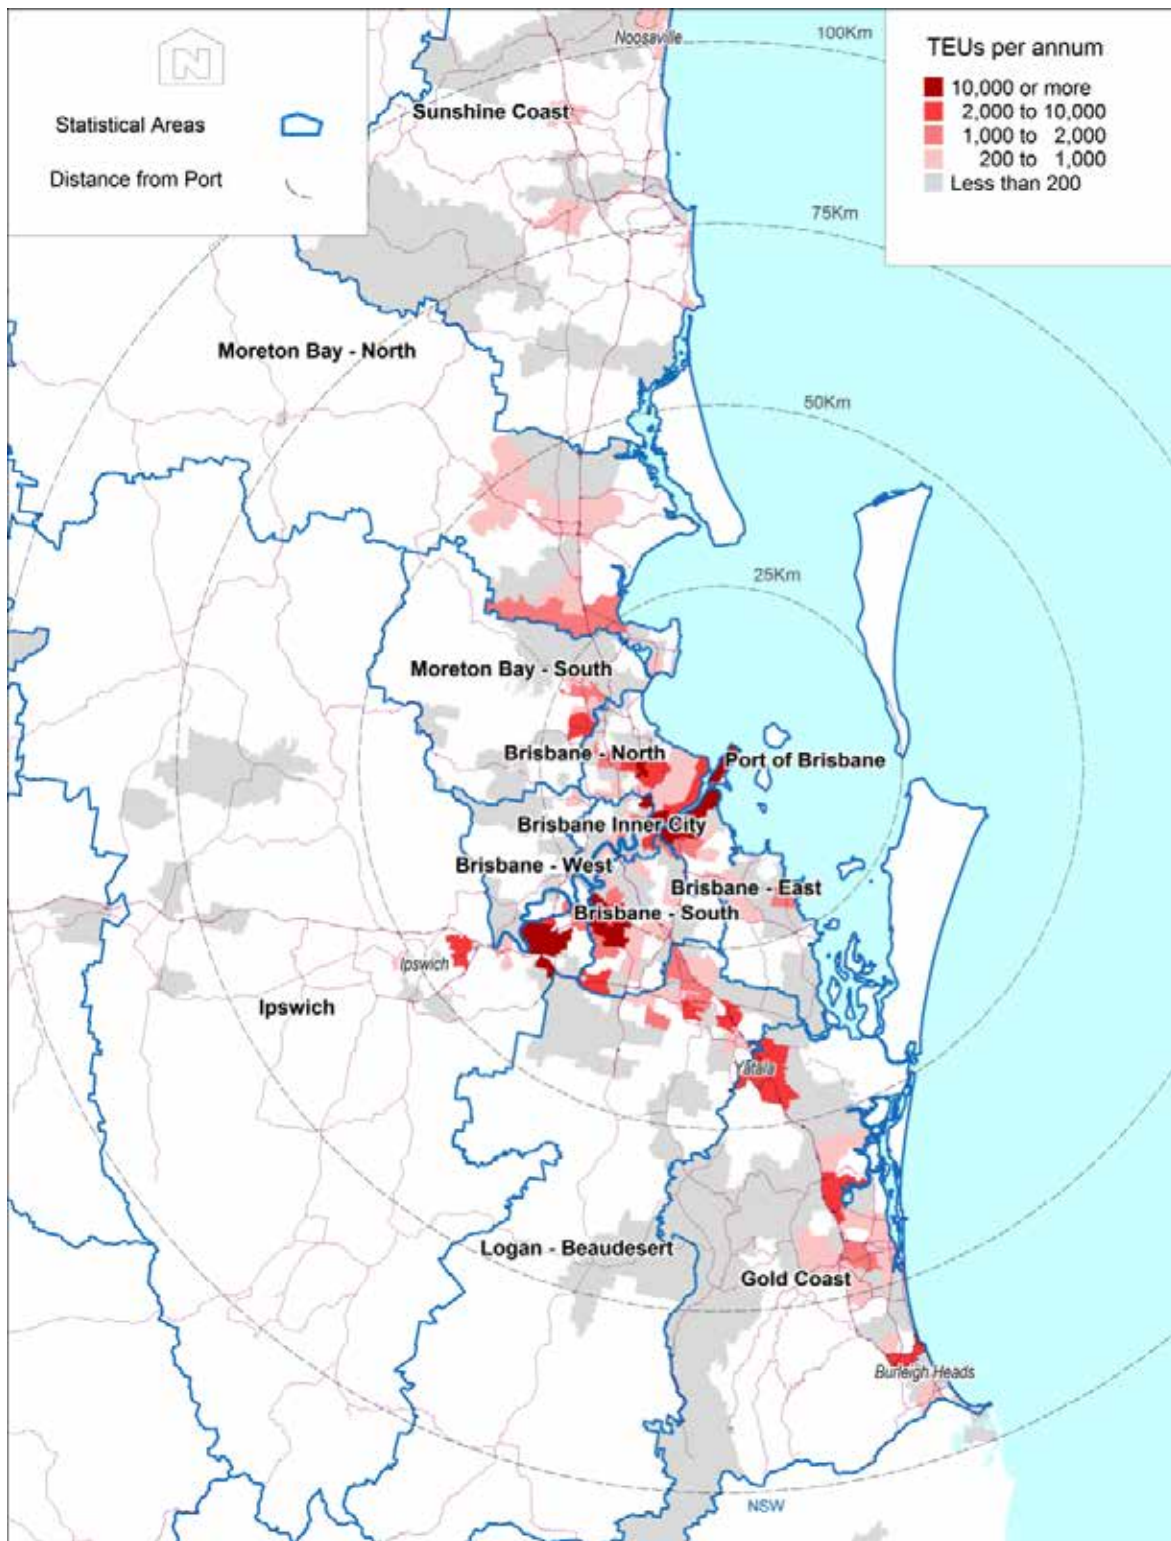 N
Statistical Areas
Distance from Port
TEUs per annum
10,000 or more
2,000 to 10,000
1,000 to 2,000
200 to 1,000
Less than 200
100Km
Noosaville
Sunshine Coast
75Km
Moreton Bay - North
50Km
25Km
Moreton Bay - South
Brisbane - North
Port of Brisbane
Brisbane Inner City
Brisbane - West
Brisbane - East
Brisbane - South
Ipswich
Ipswich
Yatala
Logan - Beaudesert
Gold Coast
Burleigh Heads
NSW